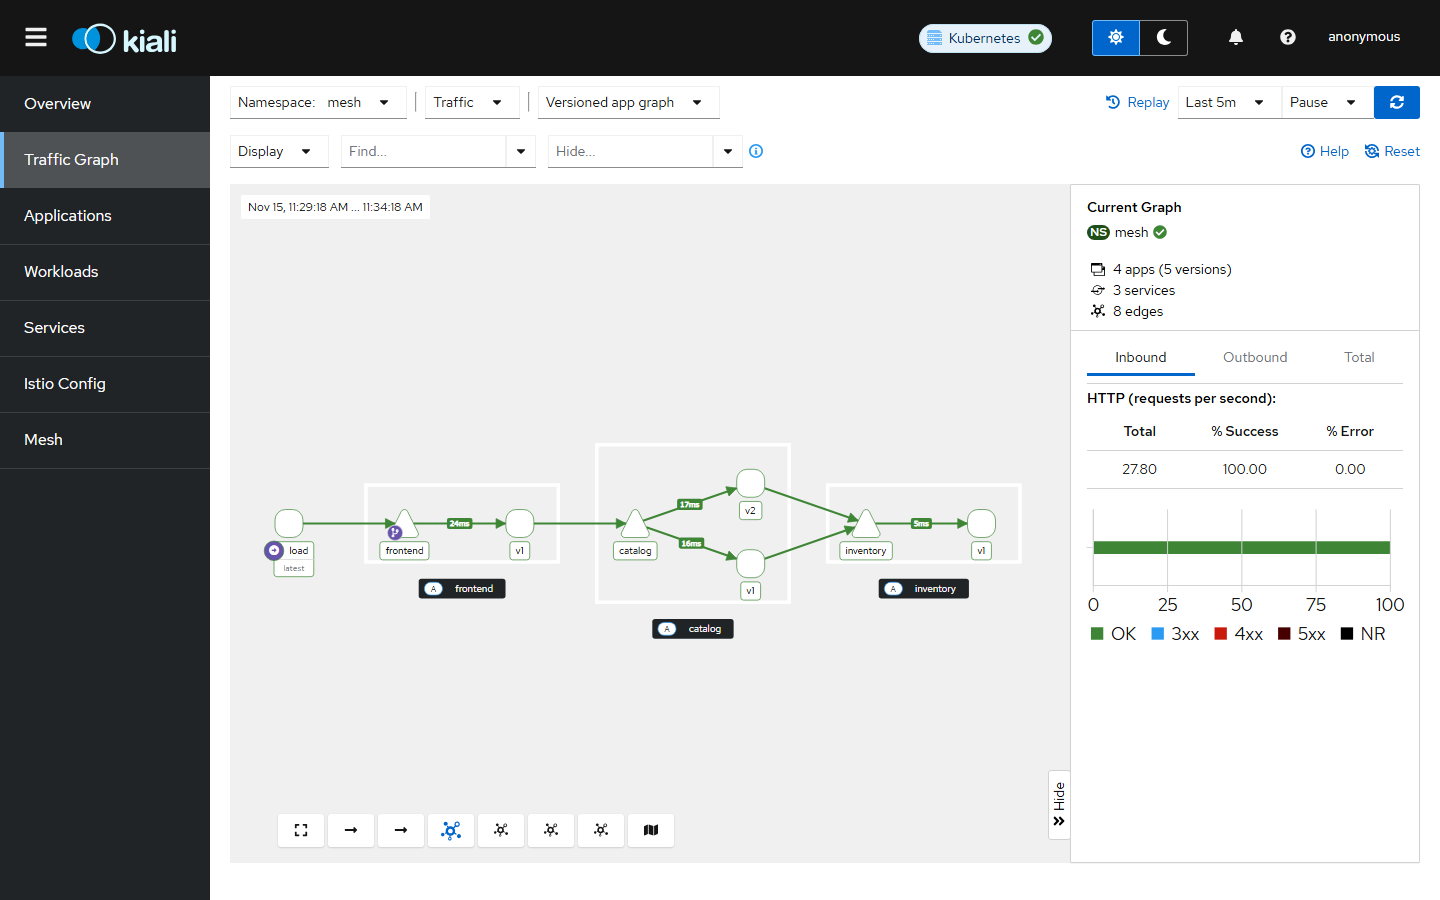 kiali
Kubernetes
anonymous
Overview
Traffic Graph
Applications
Workloads
Services
Istio Config
Mesh
Namespace: mesh
Traffic
Versioned app graph
Replay
Last 5m
Pause
Display
Find...
Hide...
Help
Reset
Nov 15, 11:29:18 AM ... 11:34:18 AM
load
latest
frontend
24ms
v1
A frontend
catalog
17ms
16ms
v2
v1
A catalog
inventory
5ms
v1
A inventory
Hide
Current Graph
NS mesh
4 apps (5 versions)
3 services
8 edges
Inbound Outbound Total
HTTP (requests per second):
Total % Success % Error
27.80 100.00 0.00
0 25 50 75 100
OK 3xx 4xx 5xx NR